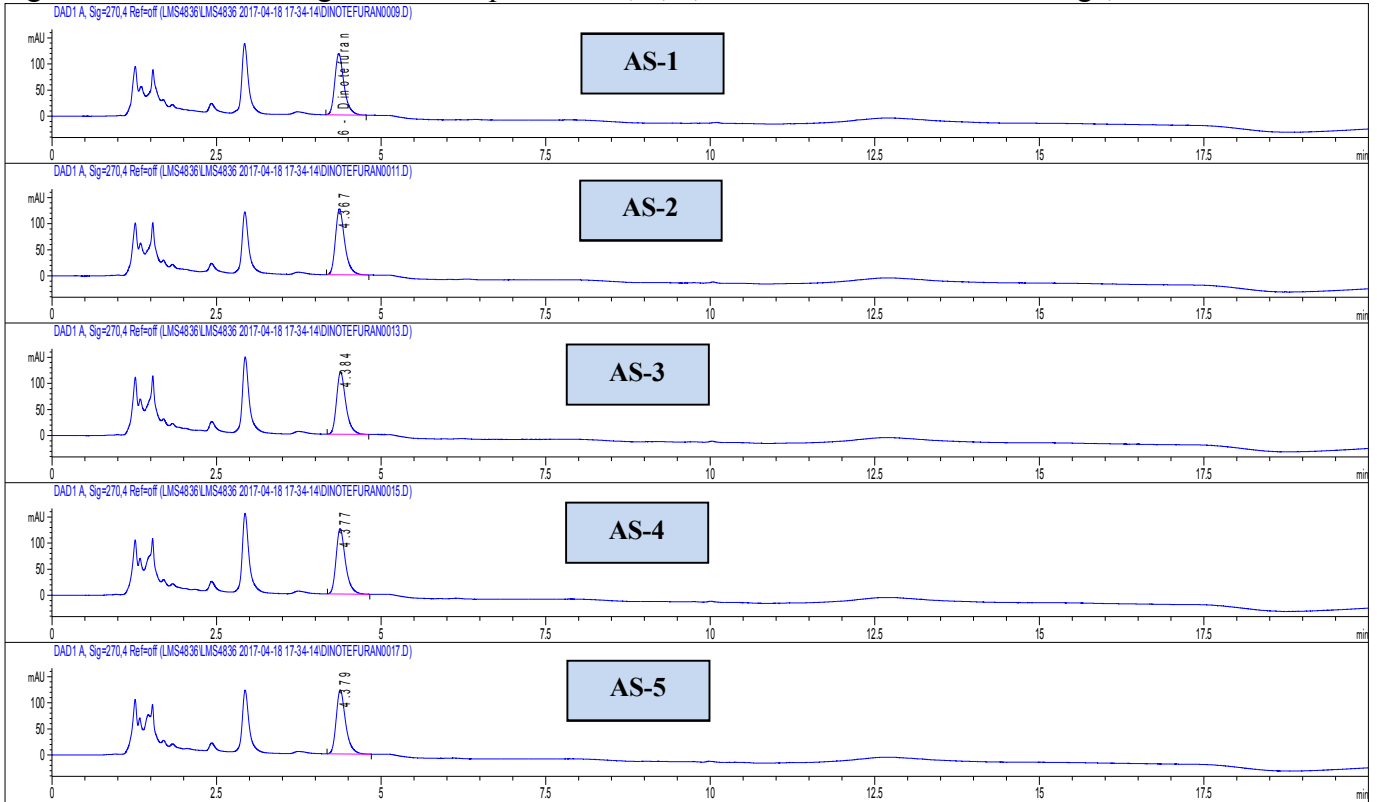 DAD1 A, Sig=270,4 Ref=off (LMS4836\LMS4836 2017-04-18 17-34-14\DINOTEFURAN0009.D)
mAU
100
50
0
6 - Dinotefuran
AS-1
0 2.5 5 7.5 10 12.5 15 17.5 min
DAD1 A, Sig=270,4 Ref=off (LMS4836\LMS4836 2017-04-18 17-34-14\DINOTEFURAN0011.D)
mAU
100
50
0
4.367
AS-2
0 2.5 5 7.5 10 12.5 15 17.5 min
DAD1 A, Sig=270,4 Ref=off (LMS4836\LMS4836 2017-04-18 17-34-14\DINOTEFURAN0013.D)
mAU
100
50
0
4.384
AS-3
0 2.5 5 7.5 10 12.5 15 17.5 min
DAD1 A, Sig=270,4 Ref=off (LMS4836\LMS4836 2017-04-18 17-34-14\DINOTEFURAN0015.D)
mAU
100
50
0
4.377
AS-4
0 2.5 5 7.5 10 12.5 15 17.5 min
DAD1 A, Sig=270,4 Ref=off (LMS4836\LMS4836 2017-04-18 17-34-14\DINOTEFURAN0017.D)
mAU
100
50
0
4.379
AS-5
0 2.5 5 7.5 10 12.5 15 17.5 min